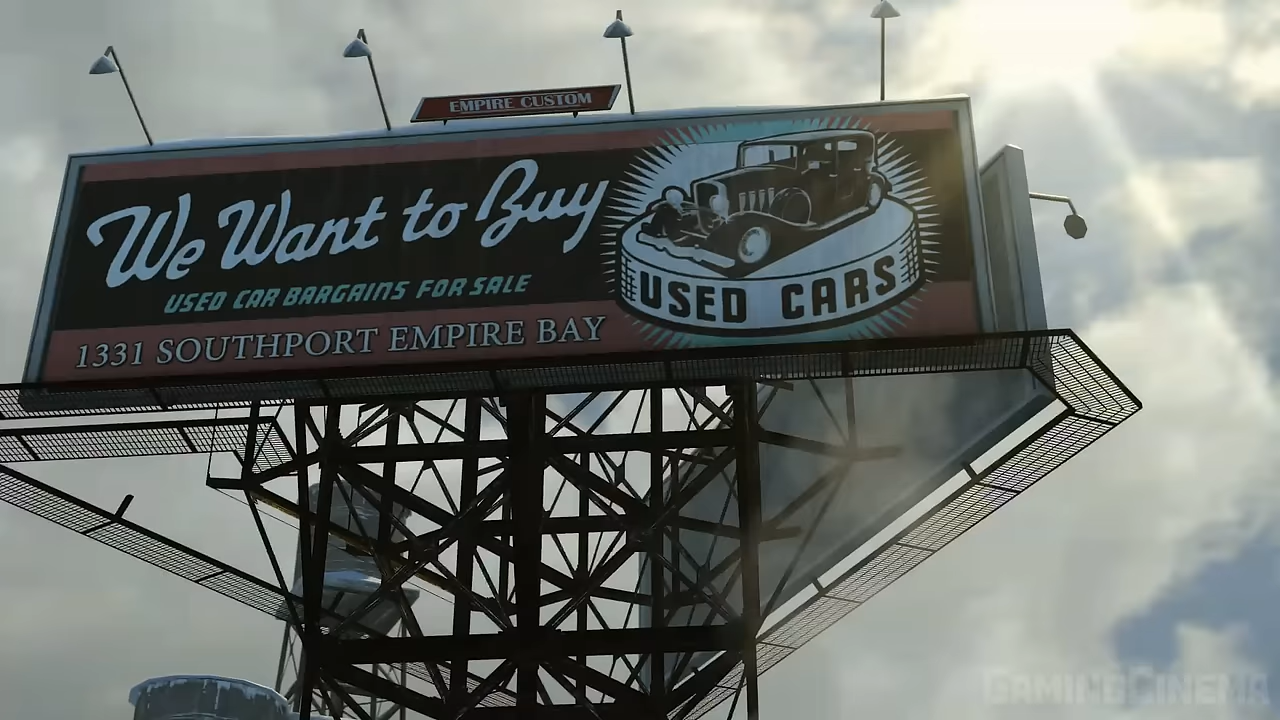 EMPIRE CUSTOM
We Want to Buy
USED CAR BARGAINS FOR SALE
1331 SOUTHPORT EMPIRE BAY
USED CARS
GAMINGCINEMA